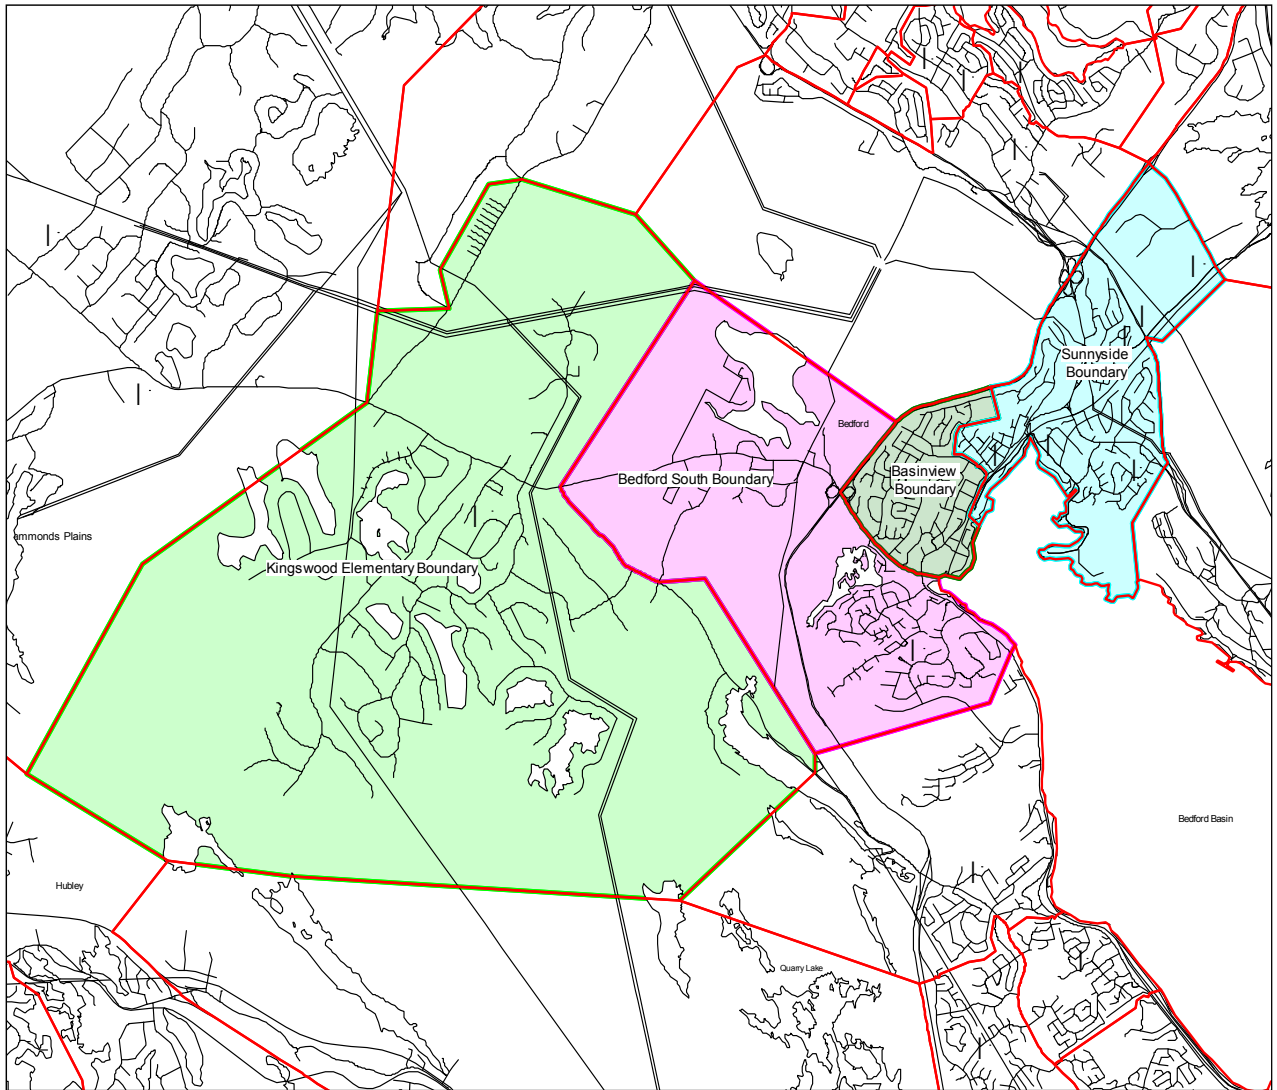 Sunnyside
Boundary
Bedford
Basinview
Boundary
Bedford South Boundary
ammonds Plains
Kingswood Elementary Boundary
Bedford Basin
Hubley
Quarry Lake